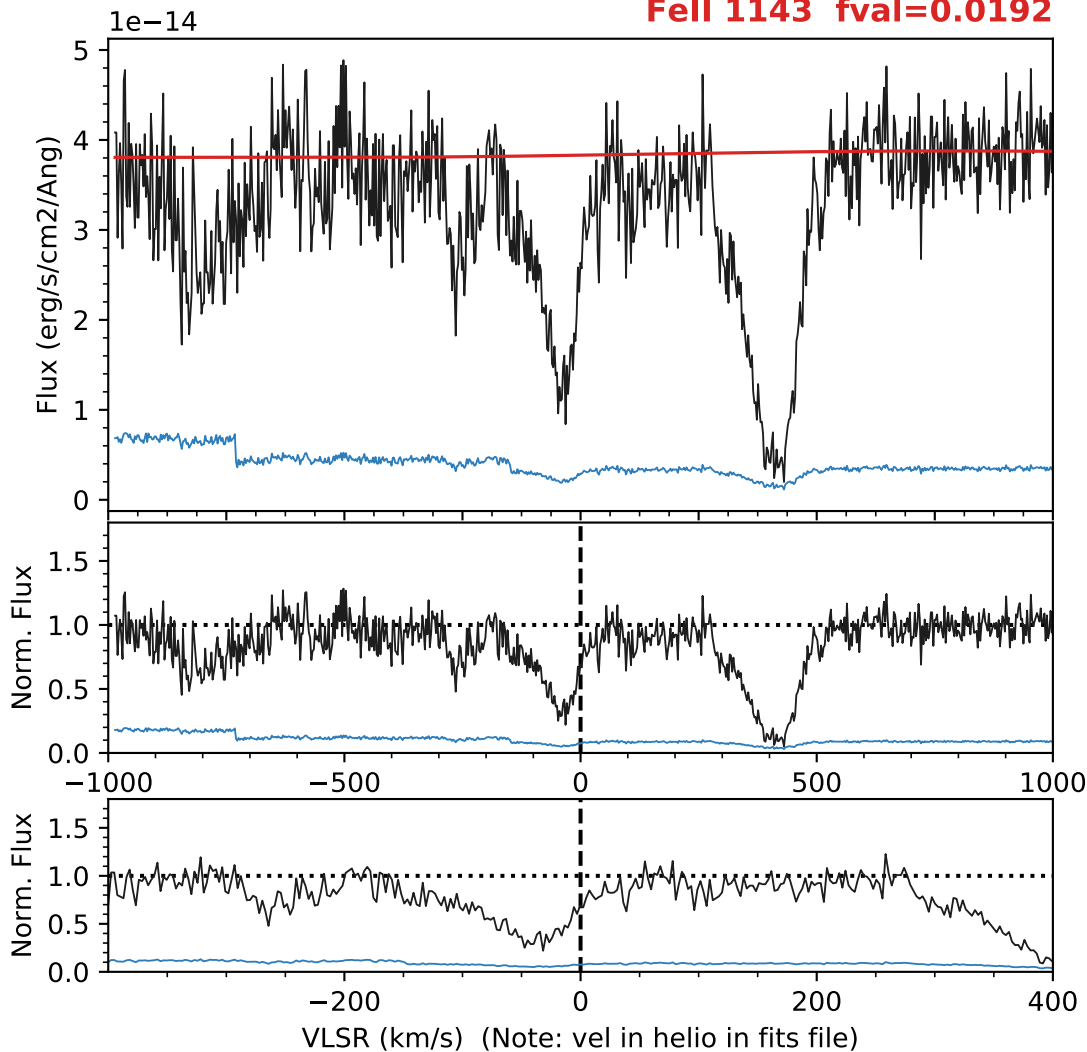 FeII 1143 fval=0.0192
1e−14
5
4
3
2
1
0
Flux (erg/s/cm2/Ang)
1.5
1.0
0.5
0.0
Norm. Flux
−1000 −500 0 500 1000
1.5
1.0
0.5
0.0
Norm. Flux
−200 0 200 400
VLSR (km/s) (Note: vel in helio in fits file)